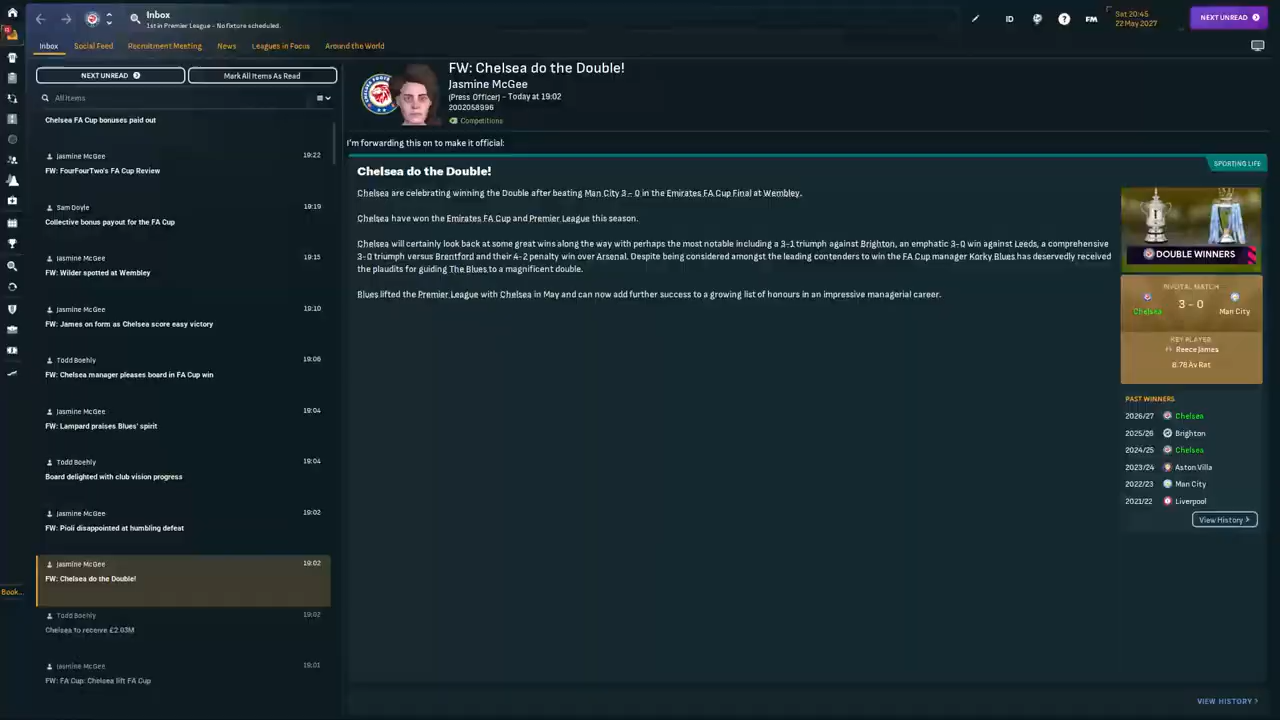 Inbox
1st in Premier League - No fixture scheduled.
ID
FM
Sat 20:45
22 May 2027
NEXT UNREAD
Inbox
Social Feed
Recruitment Meeting
News
Leagues in Focus
Around the World
NEXT UNREAD
Mark All Items As Read
All Items
Chelsea FA Cup bonuses paid out
Jasmine McGee 19:22
FW: FourFourTwo's FA Cup Review
Sam Doyle 19:19
Collective bonus payout for the FA Cup
Jasmine McGee 19:15
FW: Wilder spotted at Wembley
Jasmine McGee 19:10
FW: James on form as Chelsea score easy victory
Todd Boehly 19:06
FW: Chelsea manager pleases board in FA Cup win
Jasmine McGee 19:04
FW: Lampard praises Blues' spirit
Todd Boehly 19:04
Board delighted with club vision progress
Jasmine McGee 19:02
FW: Pioli disappointed at humbling defeat
Jasmine McGee 19:02
FW: Chelsea do the Double!
Todd Boehly 19:02
Chelsea to receive £2.03M
Jasmine McGee 19:01
FW: FA Cup: Chelsea lift FA Cup
Book...
FW: Chelsea do the Double!
Jasmine McGee
(Press Officer) - Today at 19:02
2002058996
Competitions
I'm forwarding this on to make it official:
SPORTING LIFE
Chelsea do the Double!
Chelsea are celebrating winning the Double after beating Man City 3 - 0 in the Emirates FA Cup Final at Wembley.
Chelsea have won the Emirates FA Cup and Premier League this season.
Chelsea will certainly look back at some great wins along the way with perhaps the most notable including a 3-1 triumph against Brighton, an emphatic 3-0 win against Leeds, a comprehensive
3-0 triumph versus Brentford and their 4-2 penalty win over Arsenal. Despite being considered amongst the leading contenders to win the FA Cup manager Korky Blues has deservedly received
the plaudits for guiding The Blues to a magnificent double.
Blues lifted the Premier League with Chelsea in May and can now add further success to a growing list of honours in an impressive managerial career.
DOUBLE WINNERS
PIVOTAL MATCH
3 - 0
Chelsea
Man City
KEY PLAYER
Reece James
8.78 Av Rat
PAST WINNERS
2026/27 Chelsea
2025/26 Brighton
2024/25 Chelsea
2023/24 Aston Villa
2022/23 Man City
2021/22 Liverpool
View History >
VIEW HISTORY >